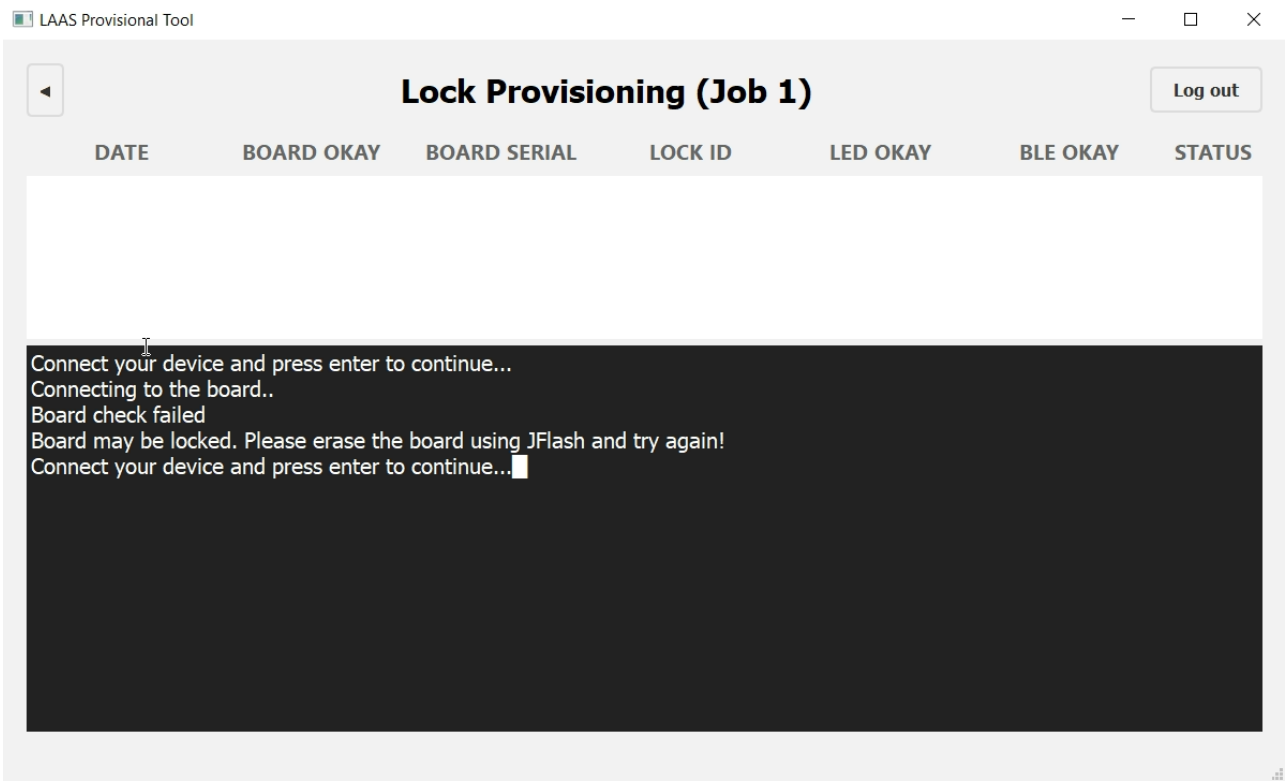 LAAS Provisional Tool
Lock Provisioning (Job 1)
Log out
DATE BOARD OKAY BOARD SERIAL LOCK ID LED OKAY BLE OKAY STATUS
Connect your device and press enter to continue...
Connecting to the board..
Board check failed
Board may be locked. Please erase the board using JFlash and try again!
Connect your device and press enter to continue...